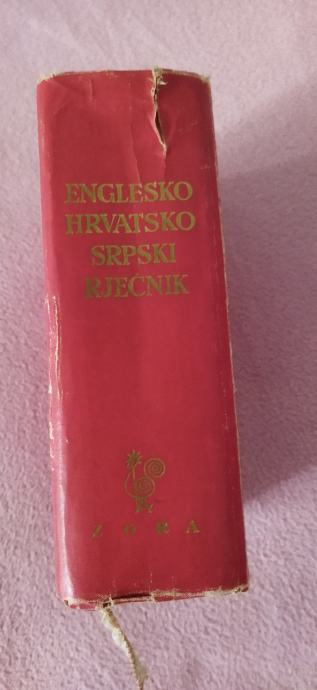 ENGLESKO
HRVATSKO
SRPSKI
RJEČNIK
ZORA